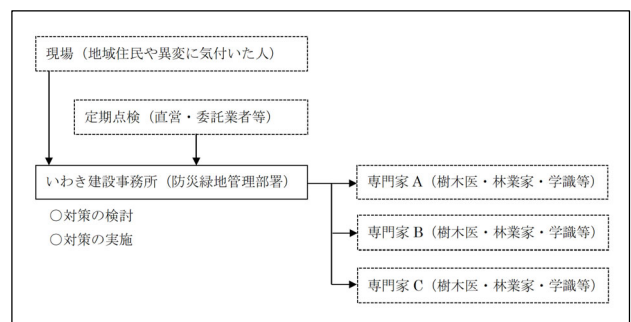 現場（地域住民や異変に気付いた人）
定期点検（直営・委託業者等）
いわき建設事務所（防災緑地管理部署）
○対策の検討
○対策の実施
専門家 A（樹木医・林業家・学識等）
専門家 B（樹木医・林業家・学識等）
専門家 C（樹木医・林業家・学識等）